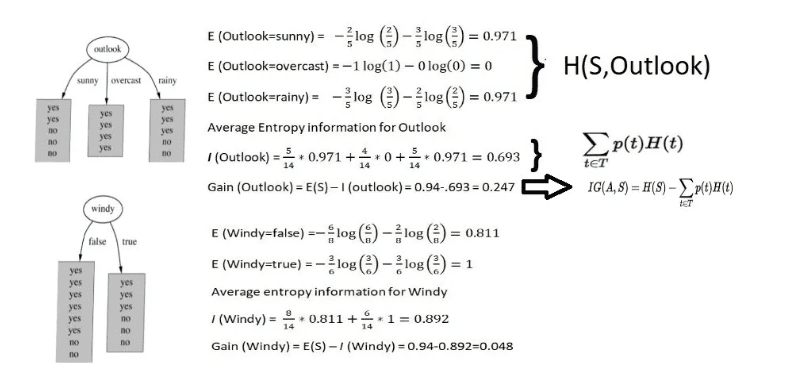 outlook
sunny overcast rainy
yes
yes
no
no
no
yes
yes
yes
yes
yes
yes
yes
no
no
E (Outlook=sunny) = −2/5 log (2/5) − 3/5 log (3/5) = 0.971
E (Outlook=overcast) = −1 log(1) − 0 log(0) = 0
E (Outlook=rainy) = −3/5 log (3/5) − 2/5 log (2/5) = 0.971
H(S,Outlook)
Average Entropy information for Outlook
I (Outlook) = 5/14 * 0.971 + 4/14 * 0 + 5/14 * 0.971 = 0.693
∑ t∈T p(t)H(t)
Gain (Outlook) = E(S) – I (outlook) = 0.94-.693 = 0.247
IG(A, S) = H(S) − ∑ t∈T p(t)H(t)
windy
false true
yes
yes
yes
yes
yes
yes
no
no
yes
yes
yes
no
no
no
E (Windy=false) = −6/8 log (6/8) − 2/8 log (2/8) = 0.811
E (Windy=true) = −3/6 log (3/6) − 3/6 log (3/6) = 1
Average entropy information for Windy
I (Windy) = 8/14 * 0.811 + 6/14 * 1 = 0.892
Gain (Windy) = E(S) – I (Windy) = 0.94-0.892=0.048